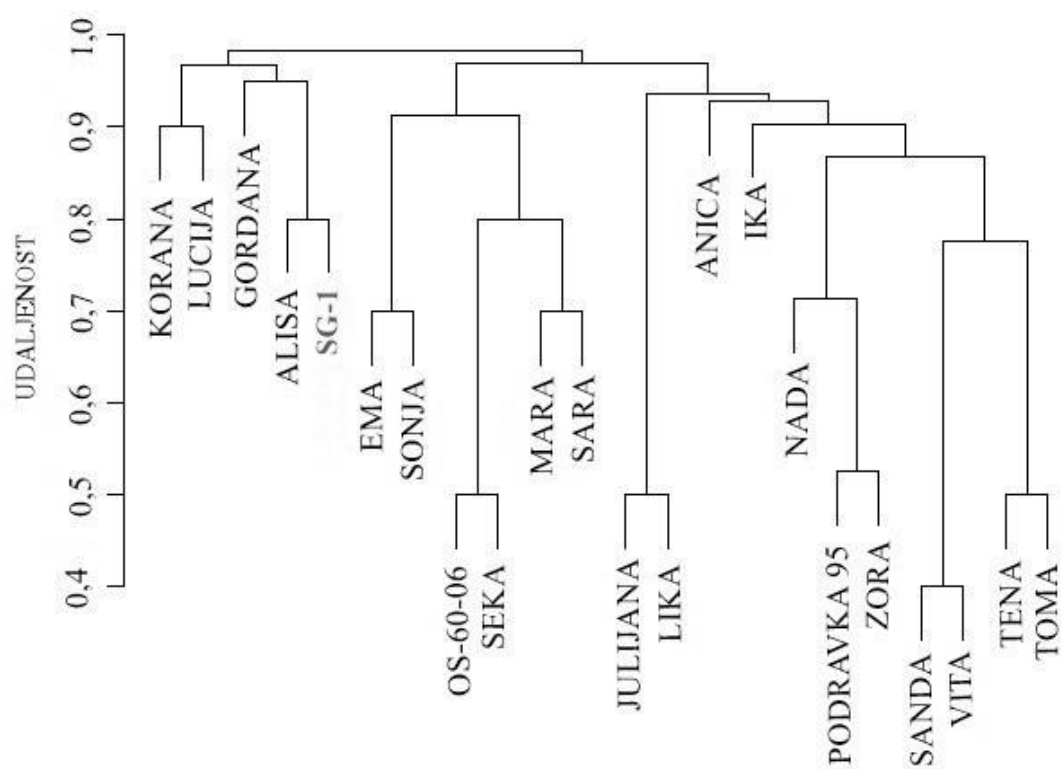 UDALJENOST
1,0
0,9
0,8
0,7
0,6
0,5
0,4
KORANA
LUCIJA
GORDANA
ALISA
SG-1
EMA
SONJA
OS-60-06
SEKA
MARA
SARA
JULIJANA
LIKA
ANICA
IKA
NADA
PODRAVKA 95
ZORA
SANDA
VITA
TENA
TOMA